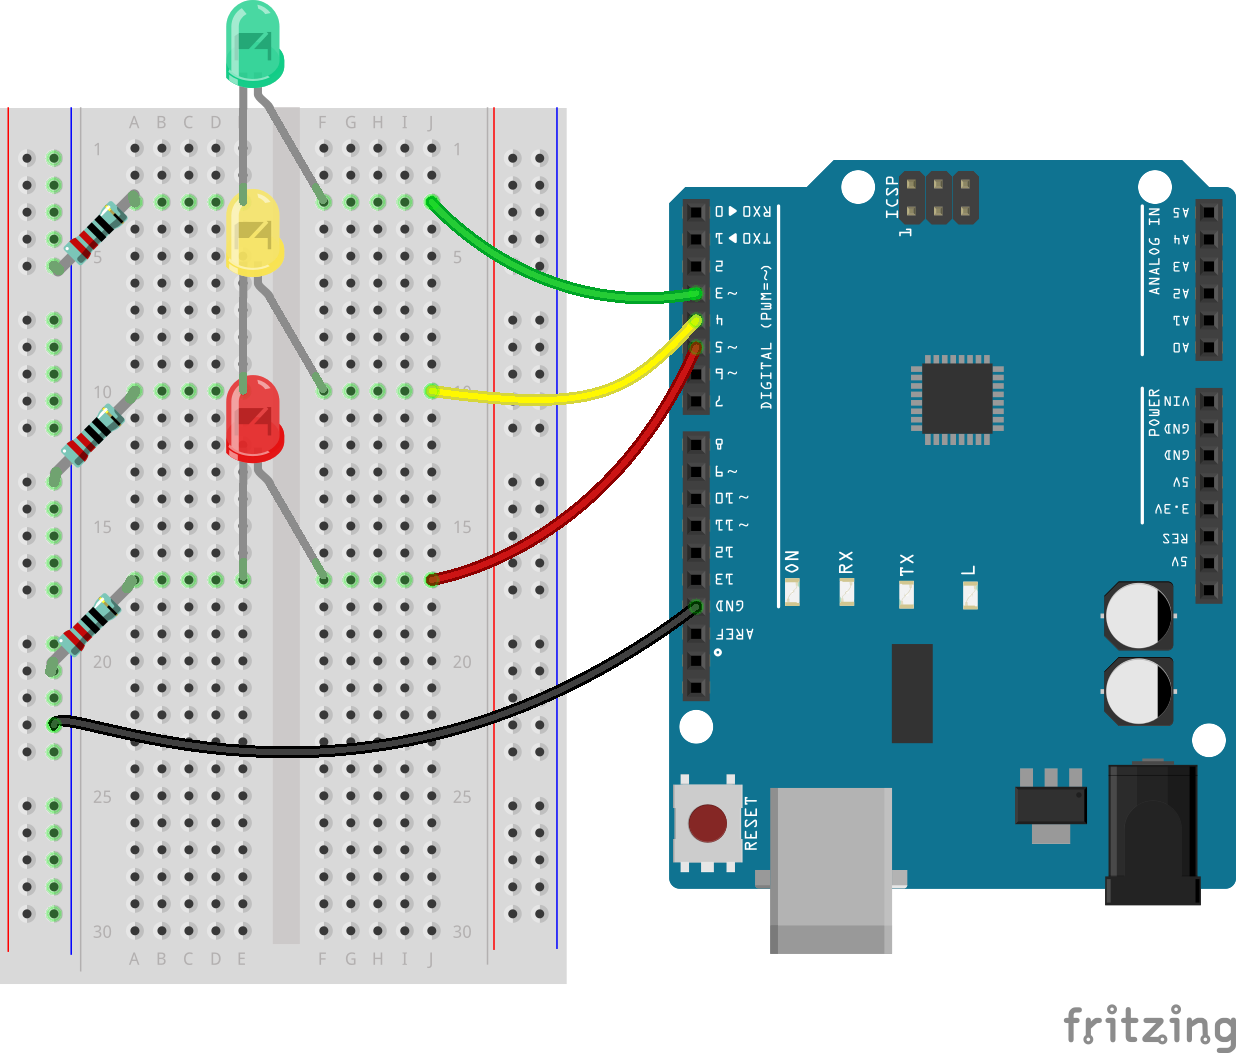 A B C D F G H I J
1 1
5 5
10 10
15 15
20 20
25 25
30 30
A B C D E F G H I J
ICSP
1
RX0◀0
TX0▶1
2
~3
4
~5
~6
7
DIGITAL (PWM=~)
8
~9
~10
~11
12
13
GND
AREF
ON
RX
TX
L
RESET
ANALOG IN
A5
A4
A3
A2
A1
A0
POWER
VIN
GND
GND
5V
3.3V
RES
5V
fritzing